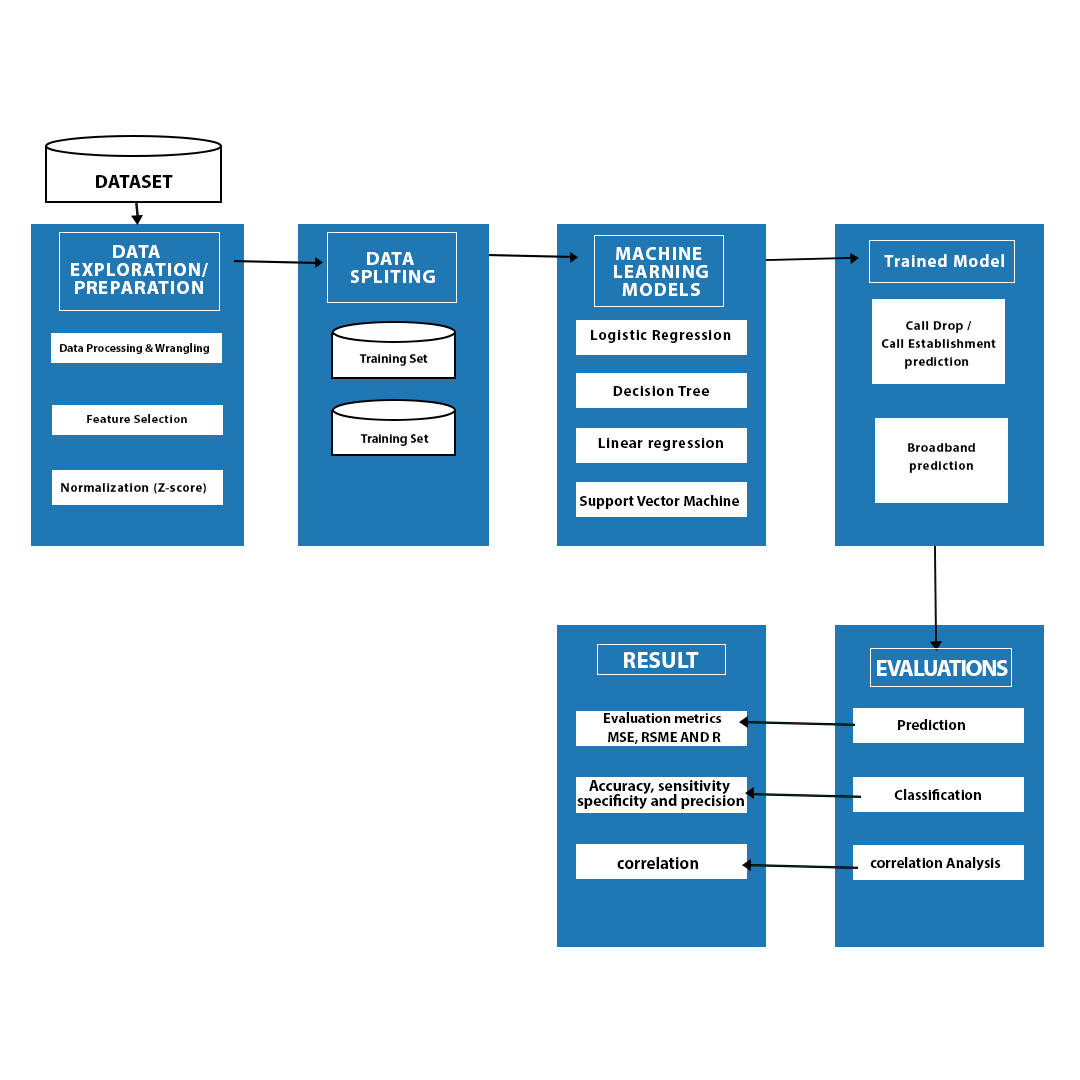 DATASET
DATA
EXPLORATION/
PREPARATION
Data Processing & Wrangling
Feature Selection
Normalization (Z-score)
DATA
SPLITING
Training Set
Training Set
MACHINE
LEARNING
MODELS
Logistic Regression
Decision Tree
Linear regression
Support Vector Machine
Trained Model
Call Drop /
Call Establishment
prediction
Broadband
prediction
RESULT
Evaluation metrics
MSE, RSME AND R
Accuracy, sensitivity
specificity and precision
correlation
EVALUATIONS
Prediction
Classification
correlation Analysis